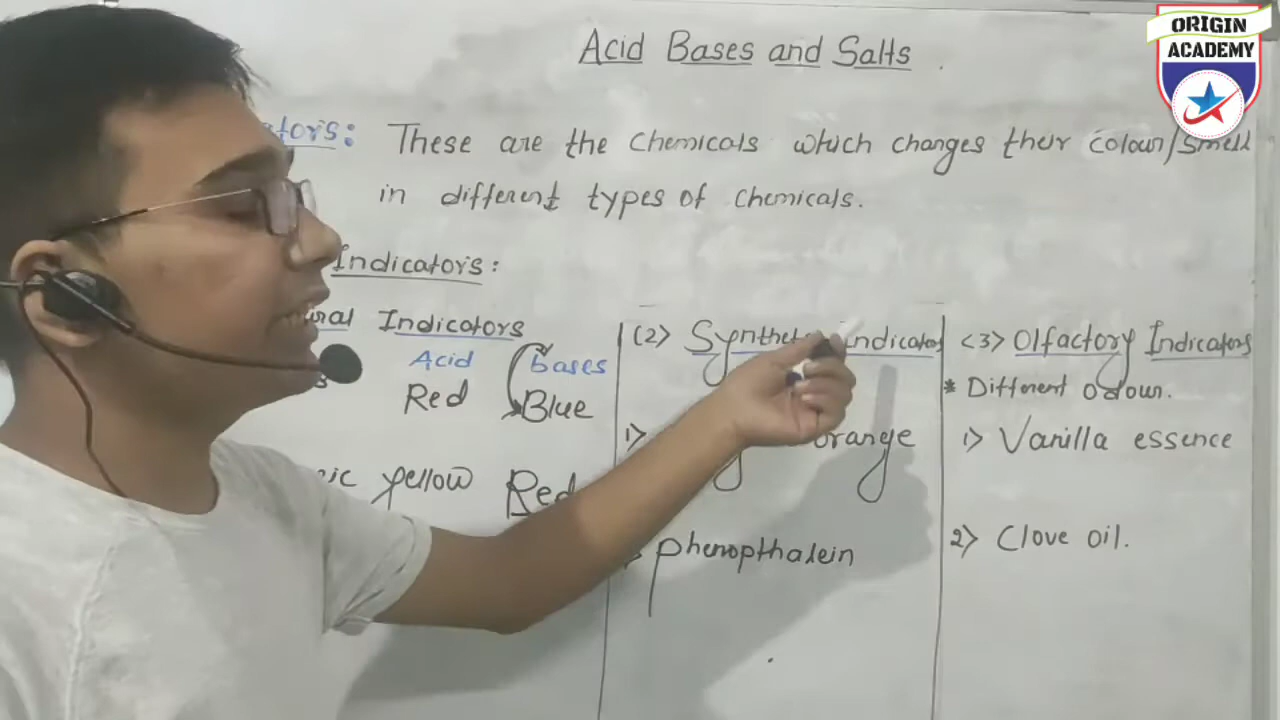 ORIGIN
ACADEMY
Acid Bases and Salts
These are the Chemicals which changes their colour/Smell
in different types of Chemicals.
Indicators:
Indicators
Acid bases
Red Blue
yellow Red
(2)
1) orange
Phenopthalein
(3) Olfactory Indicators
* Different odour.
1) Vanilla essence
2) Clove oil.